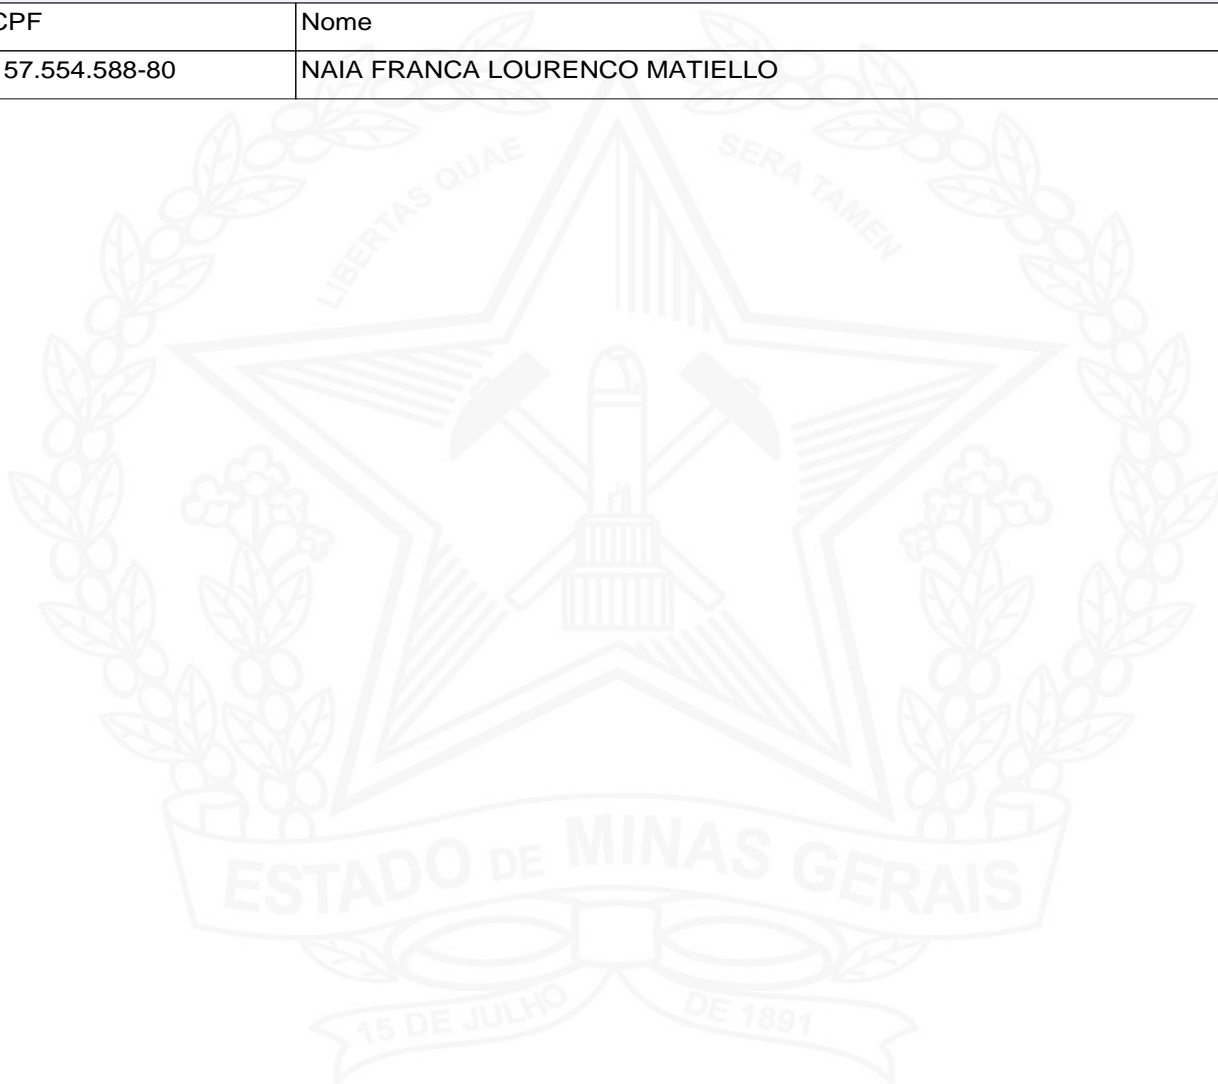 CPF Nome
57.554.588-80 NAIA FRANCA LOURENCO MATIELLO
LIBERTAS QUAE SERA TAMEN
ESTADO DE MINAS GERAIS
15 DE JULHO DE 1891